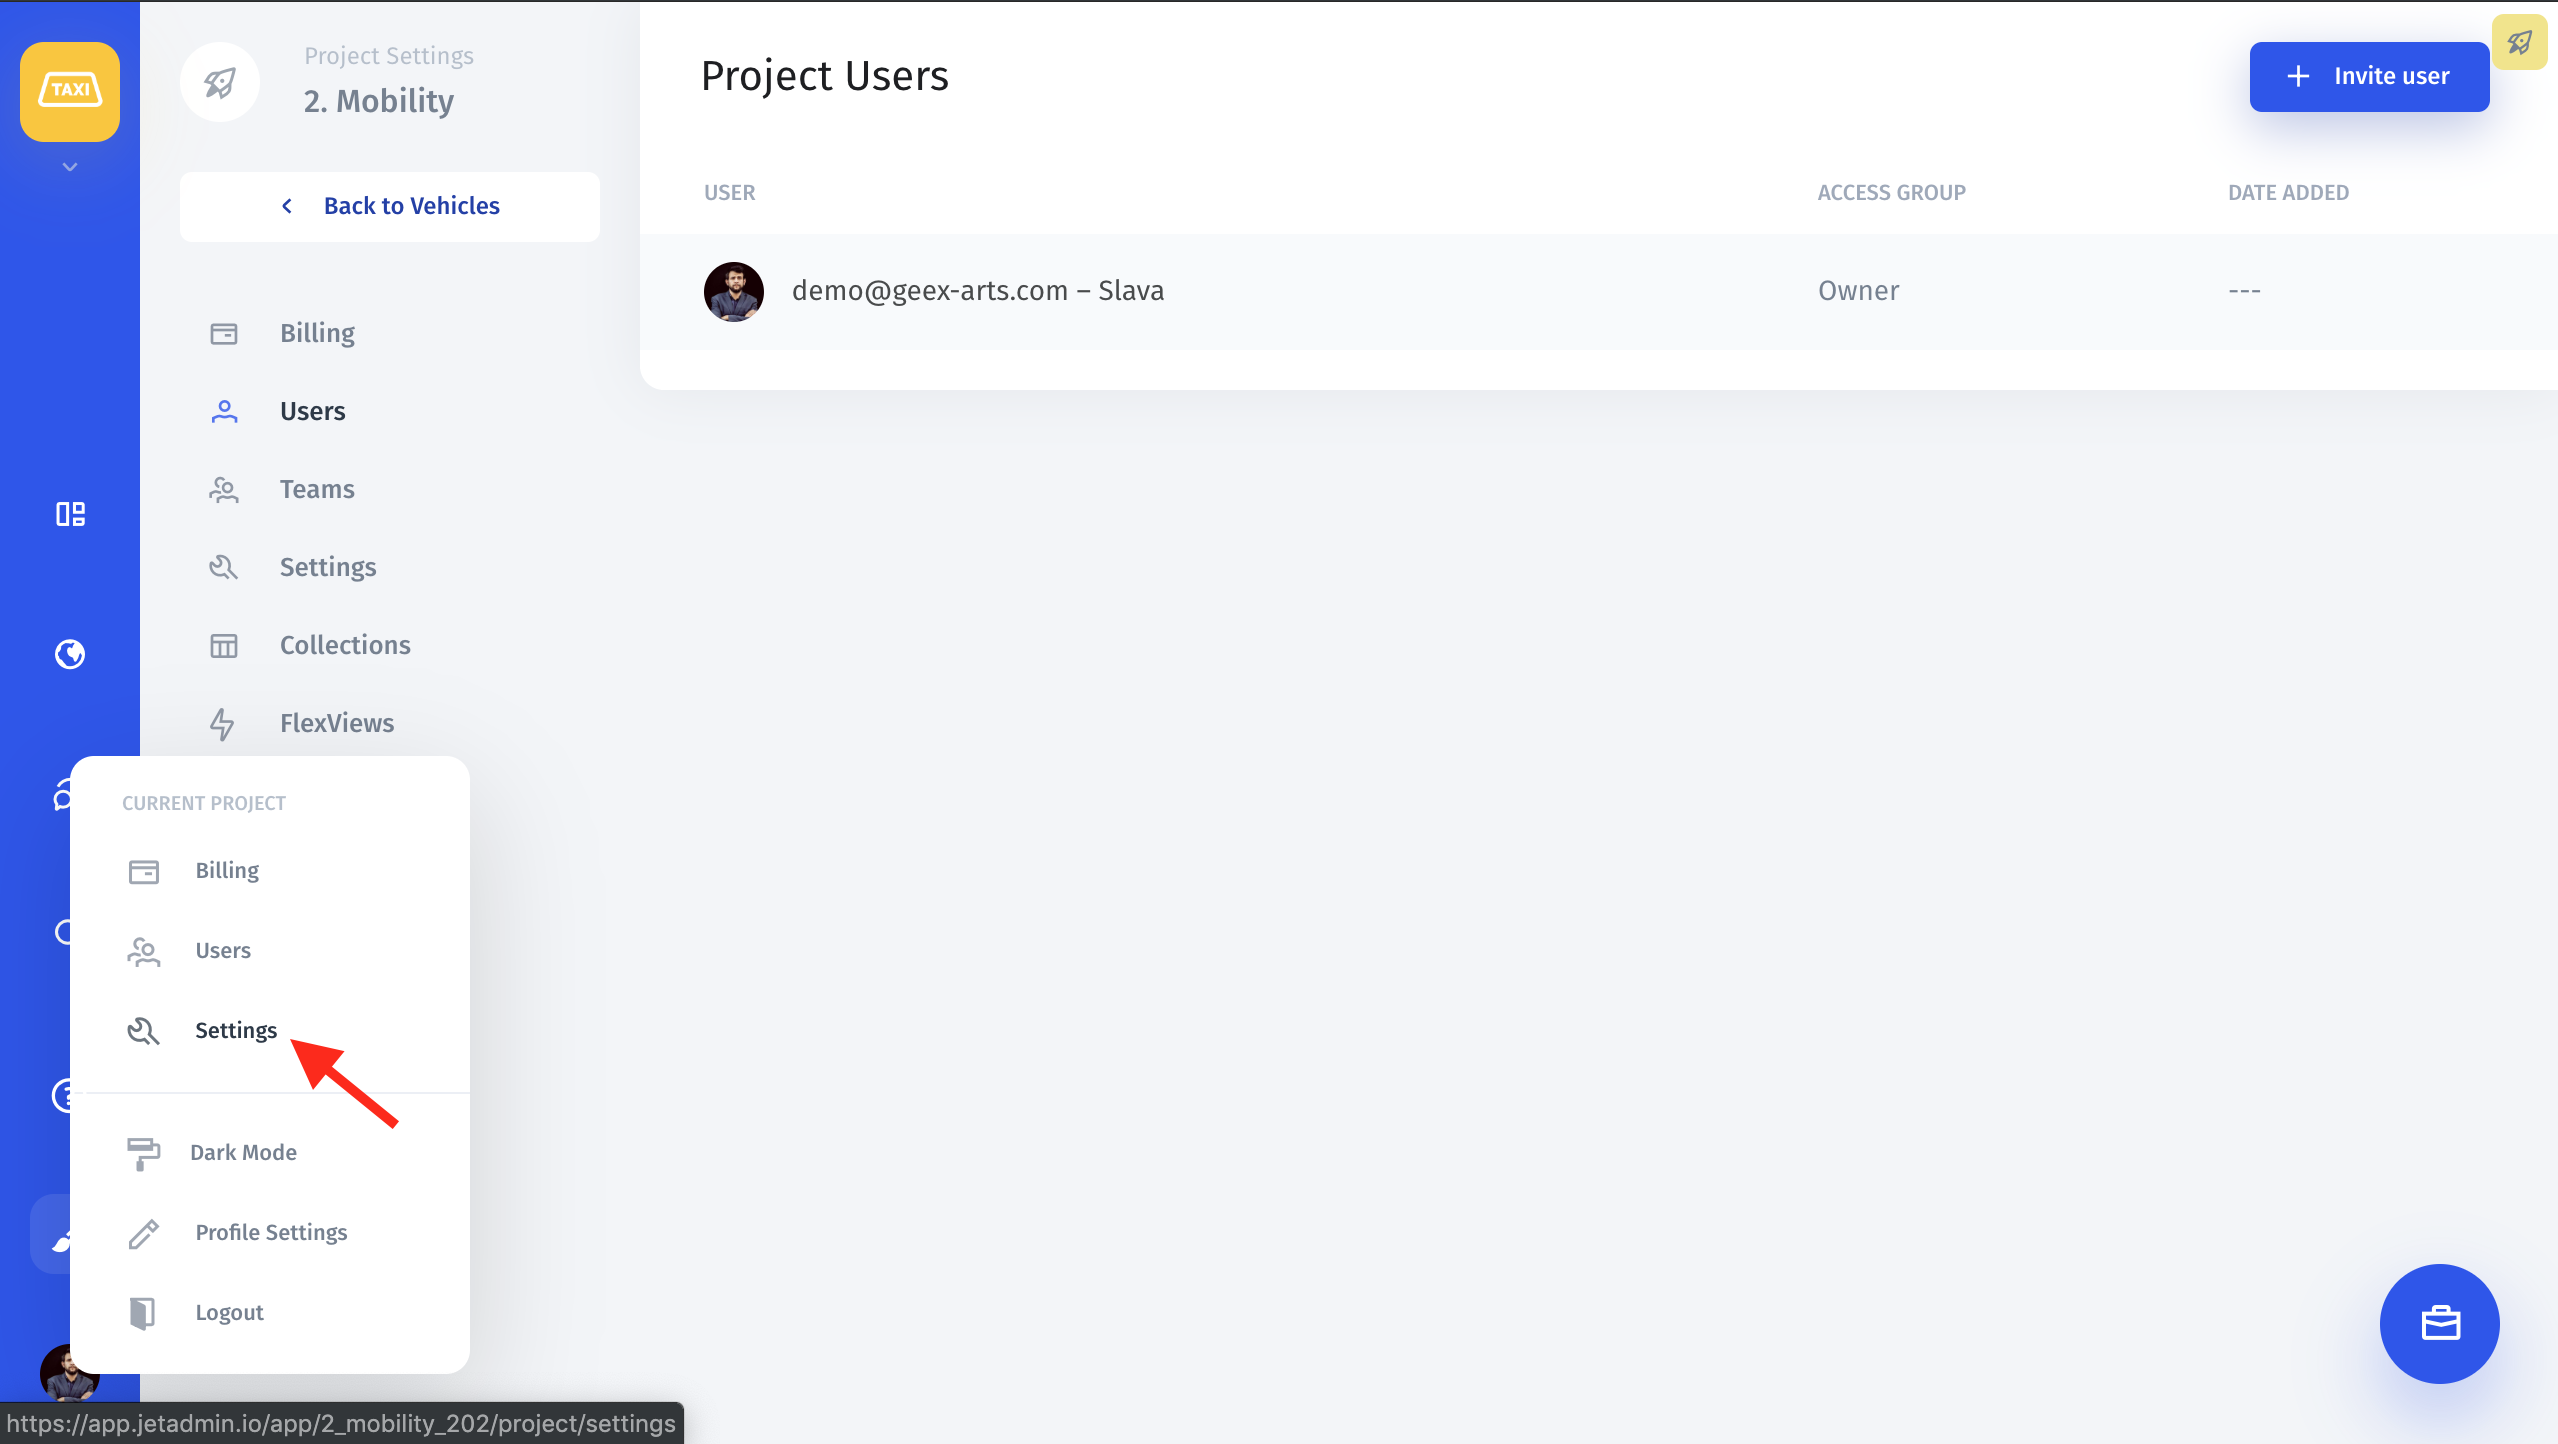 TAXI
Project Settings
2. Mobility
Back to Vehicles
Billing
Users
Teams
Settings
Collections
FlexViews
CURRENT PROJECT
Billing
Users
Settings
Dark Mode
Profile Settings
Logout
Project Users
Invite user
USER ACCESS GROUP DATE ADDED
demo@geex-arts.com – Slava Owner ---
https://app.jetadmin.io/app/2_mobility_202/project/settings